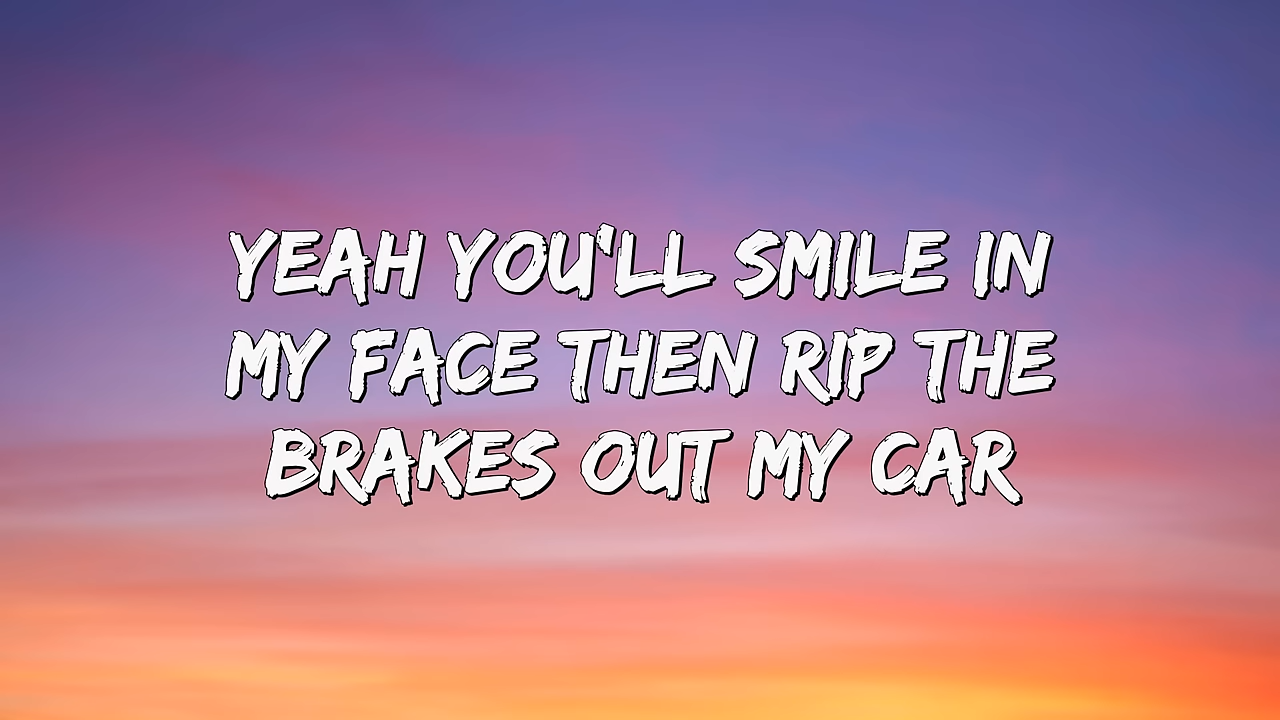 YEAH YOU'LL SMILE IN
MY FACE THEN RIP THE
BRAKES OUT MY CAR